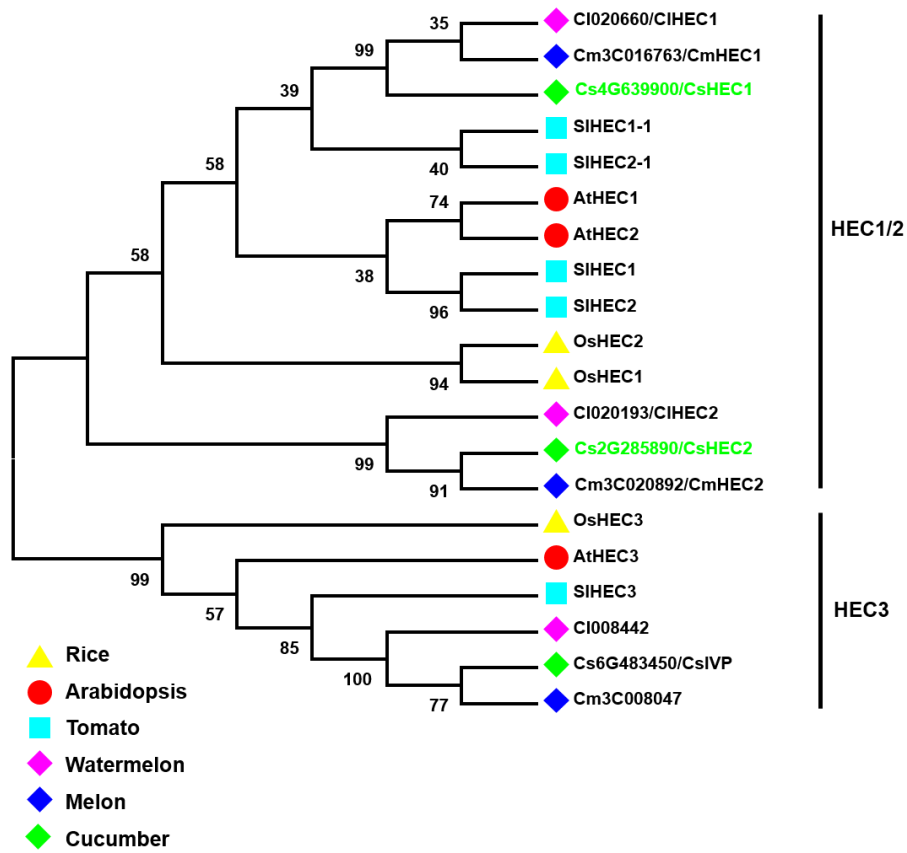 35
Cl020660/ClHEC1
99
Cm3C016763/CmHEC1
39
Cs4G639900/CsHEC1
SlHEC1-1
58
40
SlHEC2-1
74
AtHEC1
HEC1/2
58
AtHEC2
38
SlHEC1
96
SlHEC2
OsHEC2
94
OsHEC1
Cl020193/ClHEC2
99
Cs2G285890/CsHEC2
91
Cm3C020892/CmHEC2
OsHEC3
99
AtHEC3
57
SlHEC3
HEC3
85
Cl008442
100
Cs6G483450/CsIVP
77
Cm3C008047
Rice
Arabidopsis
Tomato
Watermelon
Melon
Cucumber